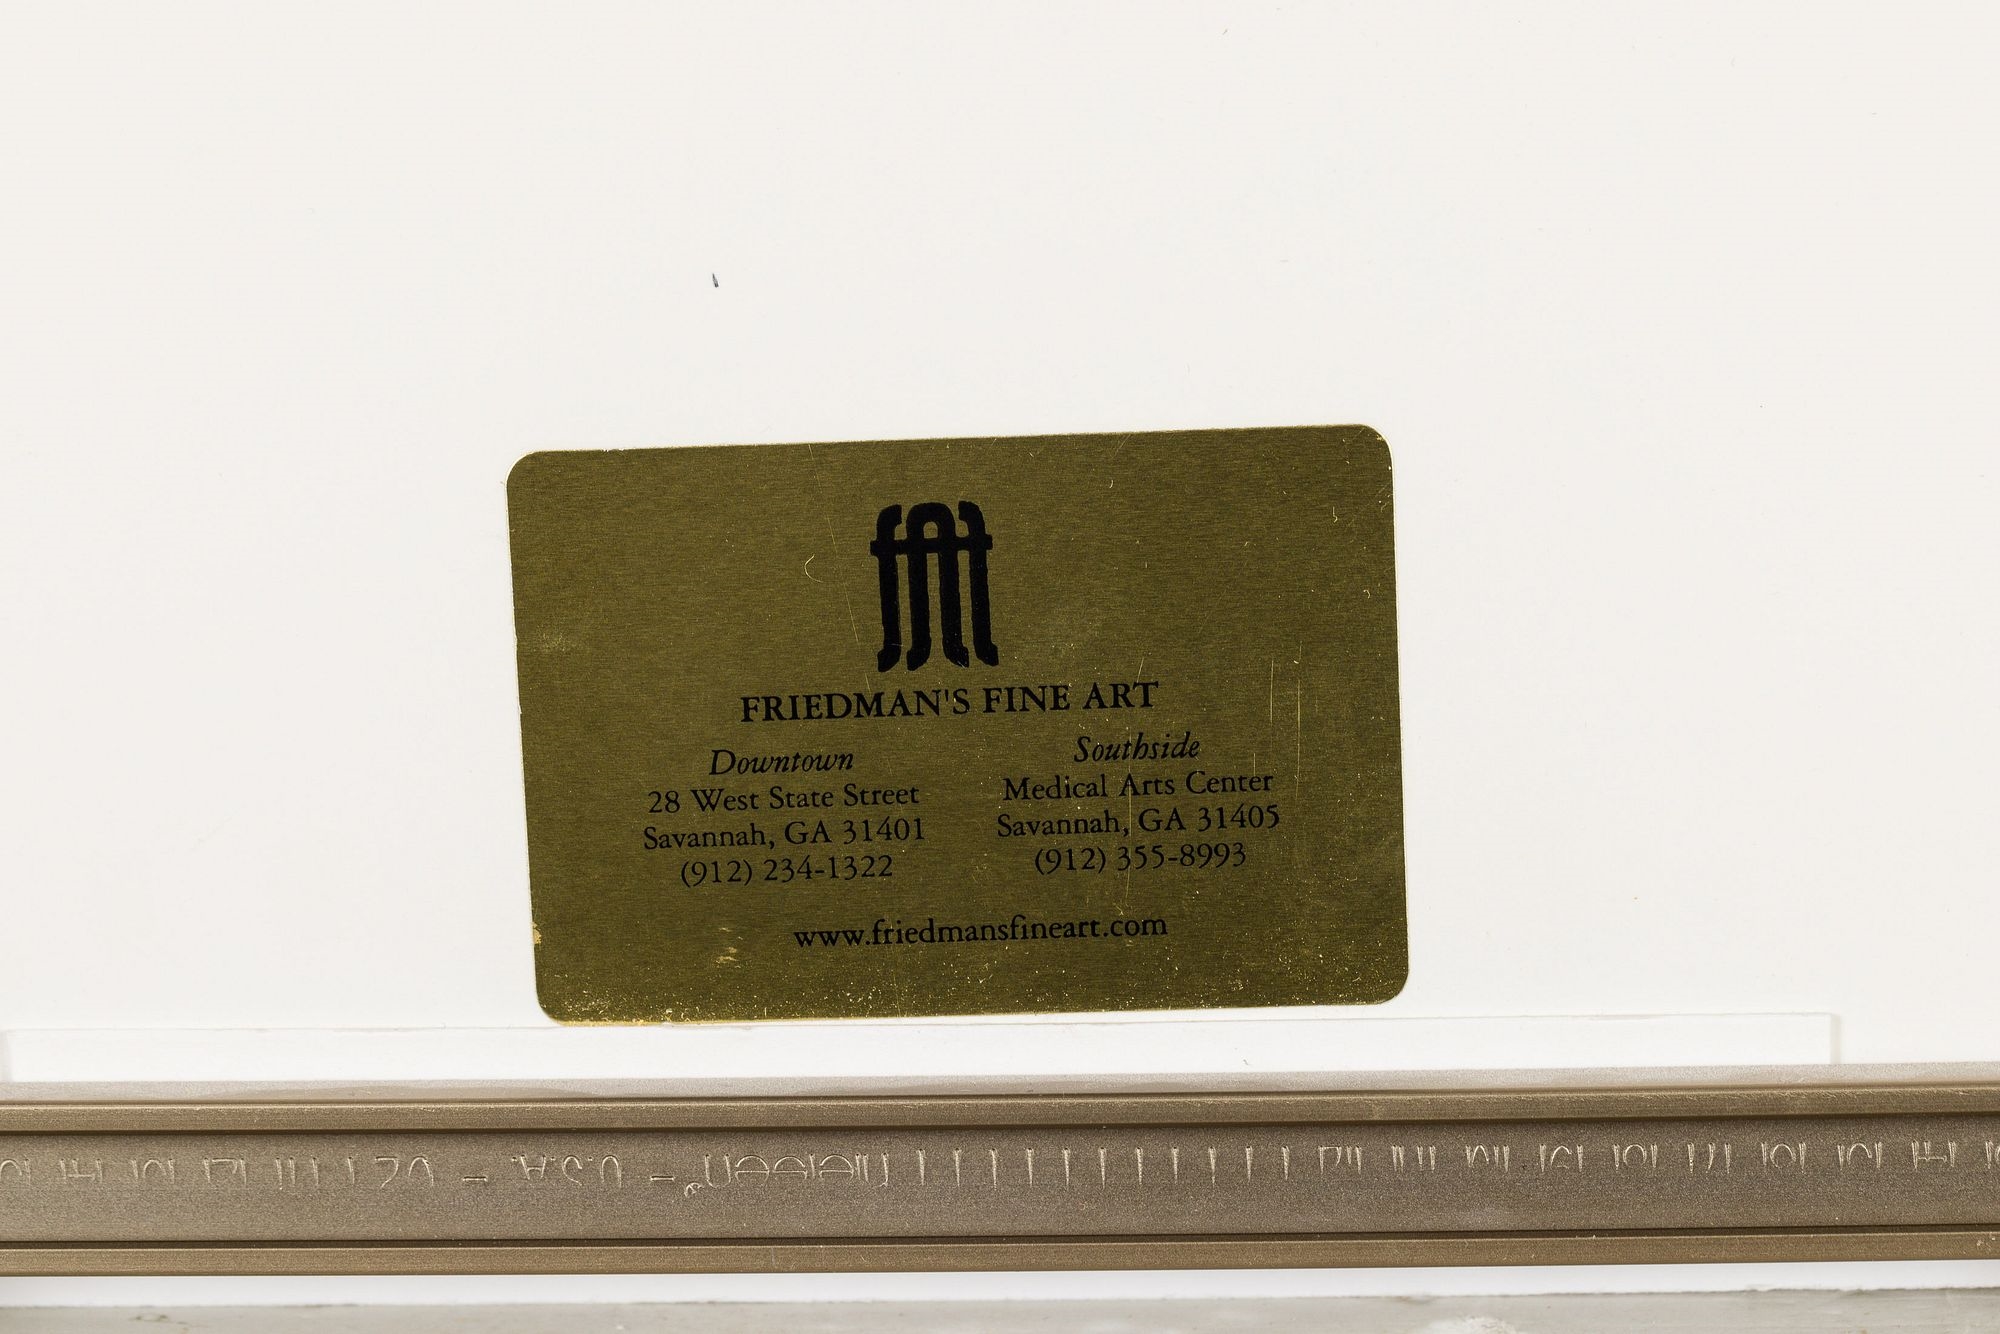 FRIEDMAN'S FINE ART
Downtown
28 West State Street
Savannah, GA 31401
(912) 234-1322
Southside
Medical Arts Center
Savannah, GA 31405
(912) 355-8993
www.friedmansfineart.com
Nielsen® - U.S.A. -